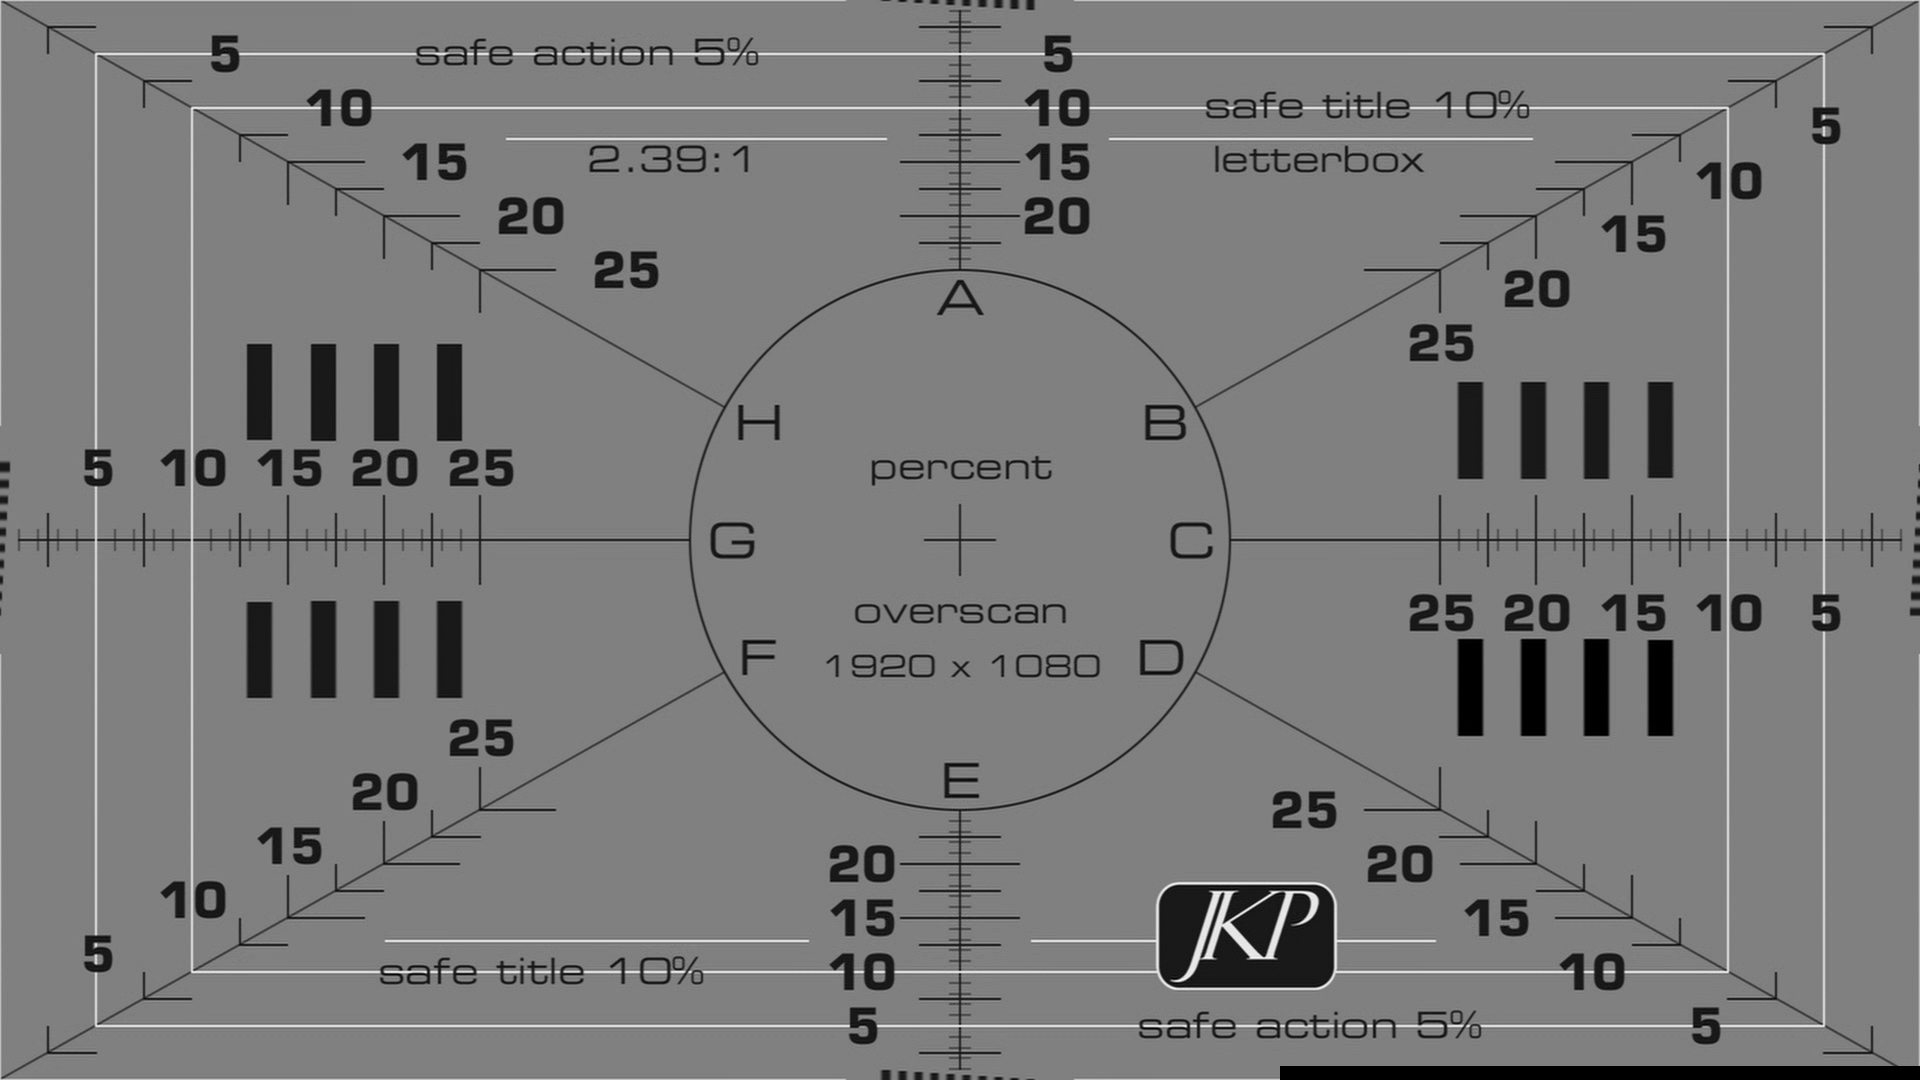 5 safe action 5% 5
10 10 safe title 10% 5
2.39:1 15 letterbox
15 10
20 20 15
25 20
A 25
H B
5 10 15 20 25 percent
G C
overscan 25 20 15 10 5
F 1920 x 1080 D
25
E
20 25
15 20 20
10 15 JKP 15
5 safe title 10% 10 10
5 safe action 5% 5